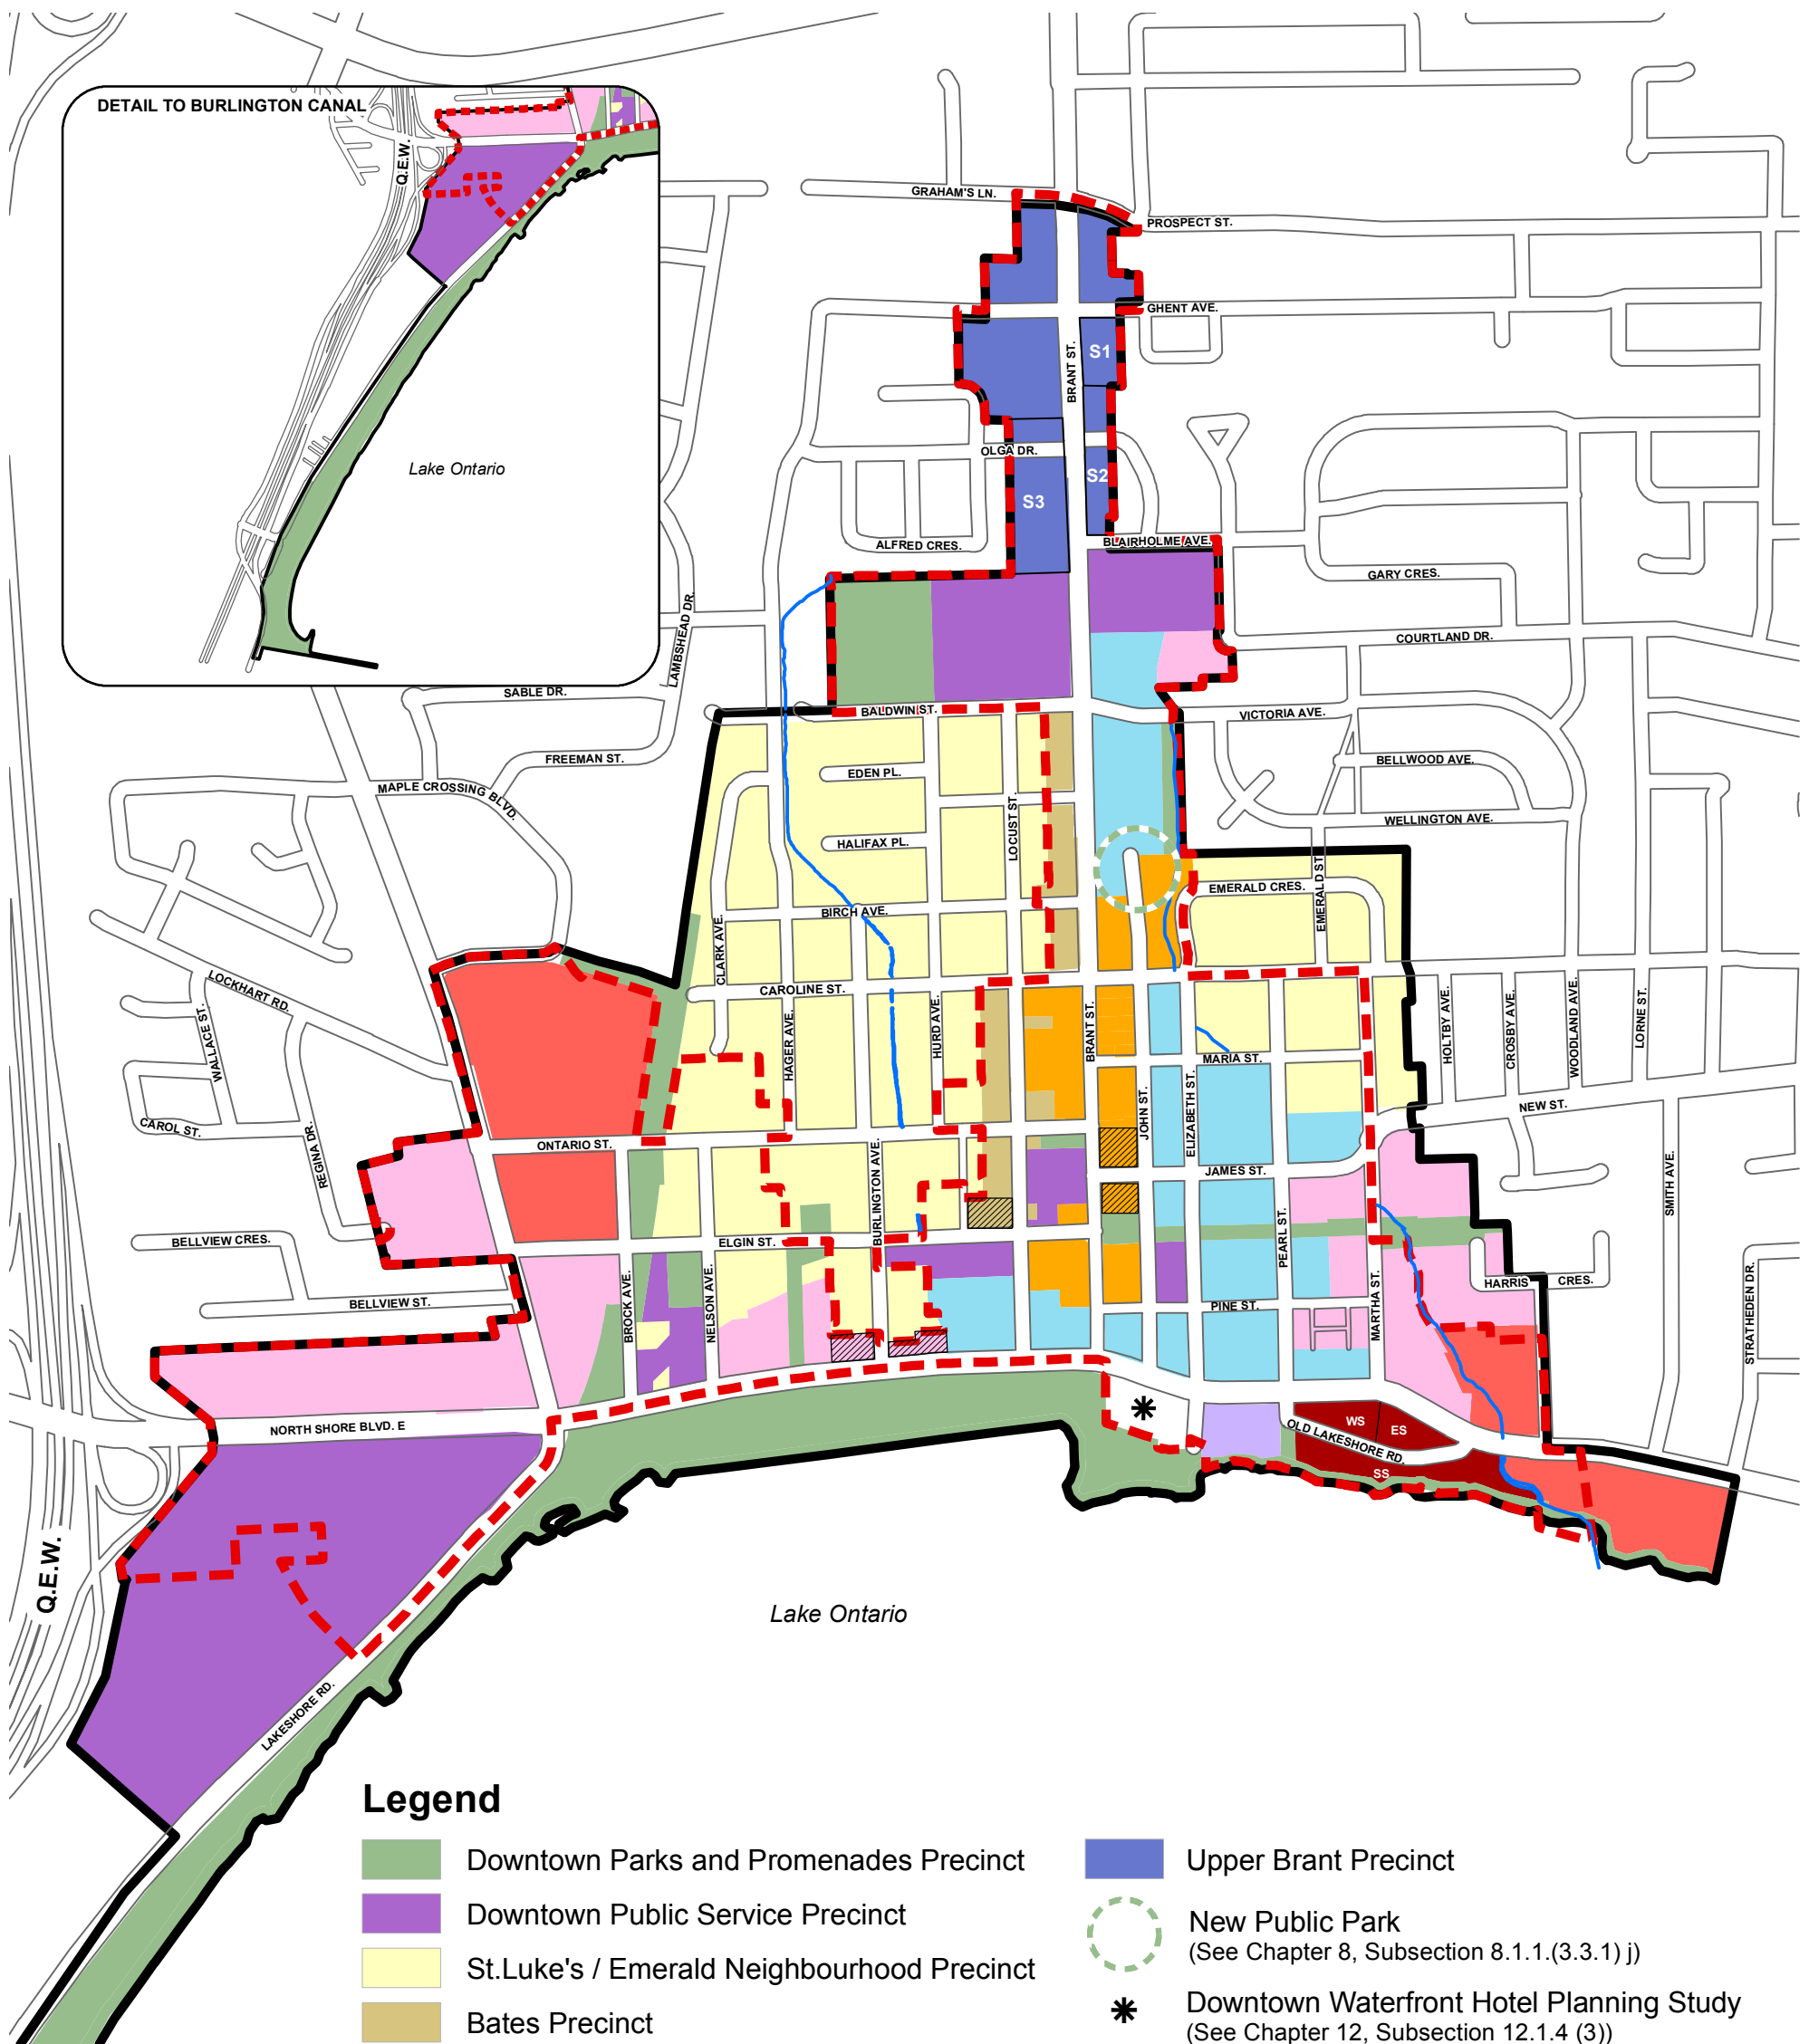 DETAIL TO BURLINGTON CANAL
Q.E.W.
Lake Ontario
GRAHAM'S LN.
PROSPECT ST.
GHENT AVE.
BRANT ST.
S1
OLGA DR.
S2
S3
ALFRED CRES.
BLAIRHOLME AVE.
GARY CRES.
LAMBSHEAD DR.
COURTLAND DR.
SABLE DR.
BALDWIN ST.
VICTORIA AVE.
FREEMAN ST.
EDEN PL.
BELLWOOD AVE.
MAPLE CROSSING BLVD.
LOCUST ST.
HALIFAX PL.
WELLINGTON AVE.
EMERALD ST.
EMERALD CRES.
BIRCH AVE.
CLARK AVE.
LOCKHART RD.
CAROLINE ST.
WALLACE ST.
HAGER AVE.
HURD AVE.
BRANT ST.
MARIA ST.
HOLTBY AVE.
CROSBY AVE.
WOODLAND AVE.
LORNE ST.
NEW ST.
CAROL ST.
REGINA DR.
ONTARIO ST.
JOHN ST.
ELIZABETH ST.
JAMES ST.
BURLINGTON AVE.
SMITH AVE.
BELLVIEW CRES.
ELGIN ST.
PEARL ST.
HARRIS CRES.
BELLVIEW ST.
BROCK AVE.
NELSON AVE.
PINE ST.
MARTHA ST.
STRATHEDEN DR.
NORTH SHORE BLVD. E
WS
ES
OLD LAKESHORE RD.
SS
Q.E.W.
Lake Ontario
LAKESHORE RD.
Legend
Downtown Parks and Promenades Precinct
Downtown Public Service Precinct
St.Luke's / Emerald Neighbourhood Precinct
Bates Precinct
Upper Brant Precinct
New Public Park
(See Chapter 8, Subsection 8.1.1.(3.3.1) j)
Downtown Waterfront Hotel Planning Study
(See Chapter 12, Subsection 12.1.4 (3))